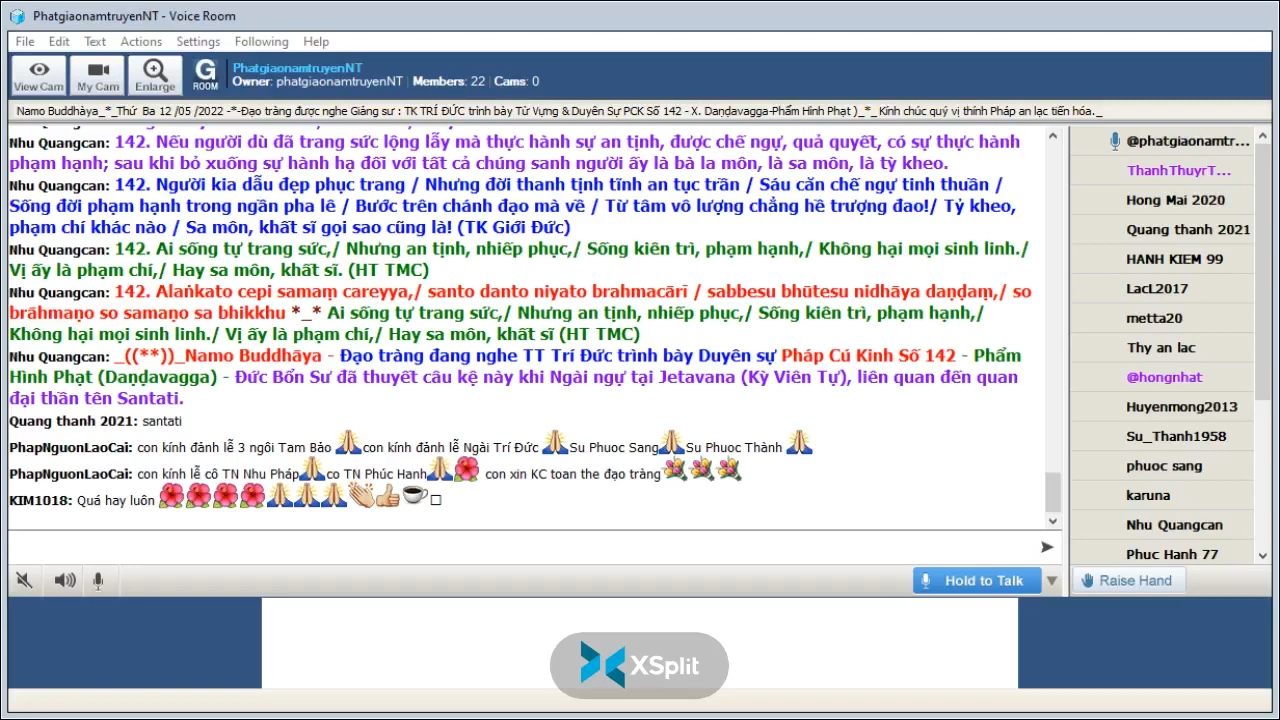 PhatgiaonamtruyenNT - Voice Room
File Edit Text Actions Settings Following Help
View Cam My Cam Enlarge G ROOM
PhatgiaonamtruyenNT
Owner: phatgiaonamtruyenNT Members: 22 Cams: 0
Namo Buddhàya_*_Thứ Ba 12 /05 /2022 -*-Đạo tràng được nghe Giảng sư : TK TRÍ ĐỨC trình bày Từ Vựng & Duyên Sự PCK Số 142 - X. Daṇḍavagga-Phẩm Hình Phạt )_*_Kính chúc quý vị thính Pháp an lạc tiến hóa._
Nhu Quangcan: 142. Nếu người dù đã trang sức lộng lẫy mà thực hành sự an tịnh, được chế ngự, quả quyết, có sự thực hành
phạm hạnh; sau khi bỏ xuống sự hành hạ đối với tất cả chúng sanh người ấy là bà la môn, là sa môn, là tỳ kheo.
Nhu Quangcan: 142. Người kia dẫu đẹp phục trang / Nhưng đời thanh tịnh tĩnh an tục trần / Sáu căn chế ngự tinh thuần /
Sống đời phạm hạnh trong ngần pha lê / Bước trên chánh đạo mà về / Từ tâm vô lượng chẳng hề trượng đao!/ Tỷ kheo,
phạm chí khác nào / Sa môn, khất sĩ gọi sao cũng là! (TK Giới Đức)
Nhu Quangcan: 142. Ai sống tự trang sức,/ Nhưng an tịnh, nhiếp phục,/ Sống kiên trì, phạm hạnh,/ Không hại mọi sinh linh./
Vị ấy là phạm chí,/ Hay sa môn, khất sĩ. (HT TMC)
Nhu Quangcan: 142. Alaṅkato cepi samaṃ careyya,/ santo danto niyato brahmacārī / sabbesu bhūtesu nidhāya daṇḍaṃ,/ so
brāhmaṇo so samaṇo sa bhikkhu *_* Ai sống tự trang sức,/ Nhưng an tịnh, nhiếp phục,/ Sống kiên trì, phạm hạnh,/
Không hại mọi sinh linh./ Vị ấy là phạm chí,/ Hay sa môn, khất sĩ (HT TMC)
Nhu Quangcan: _((**))_Namo Buddhãya - Đạo tràng đang nghe TT Trí Đức trình bày Duyên sự Pháp Cú Kinh Số 142 - Phẩm
Hình Phạt (Daṇḍavagga) - Đức Bổn Sư đã thuyết câu kệ này khi Ngài ngự tại Jetavana (Kỳ Viên Tự), liên quan đến quan
đại thần tên Santati.
Quang thanh 2021: santati
PhapNguonLaoCai: con kính đảnh lễ 3 ngôi Tam Bảo con kính đảnh lễ Ngài Trí Đức Su Phuoc Sang Su Phuoc Thành
PhapNguonLaoCai: con kính lễ cô TN Nhu Pháp co TN Phúc Hanh con xin KC toan the đạo tràng
KIM1018: Quá hay luôn
@phatgiaonamtr...
ThanhThuyrT...
Hong Mai 2020
Quang thanh 2021
HANH KIEM 99
LacL2017
metta20
Thy an lac
@hongnhat
Huyenmong2013
Su_Thanh1958
phuoc sang
karuna
Nhu Quangcan
Phuc Hanh 77
Hold to Talk
Raise Hand
XSplit